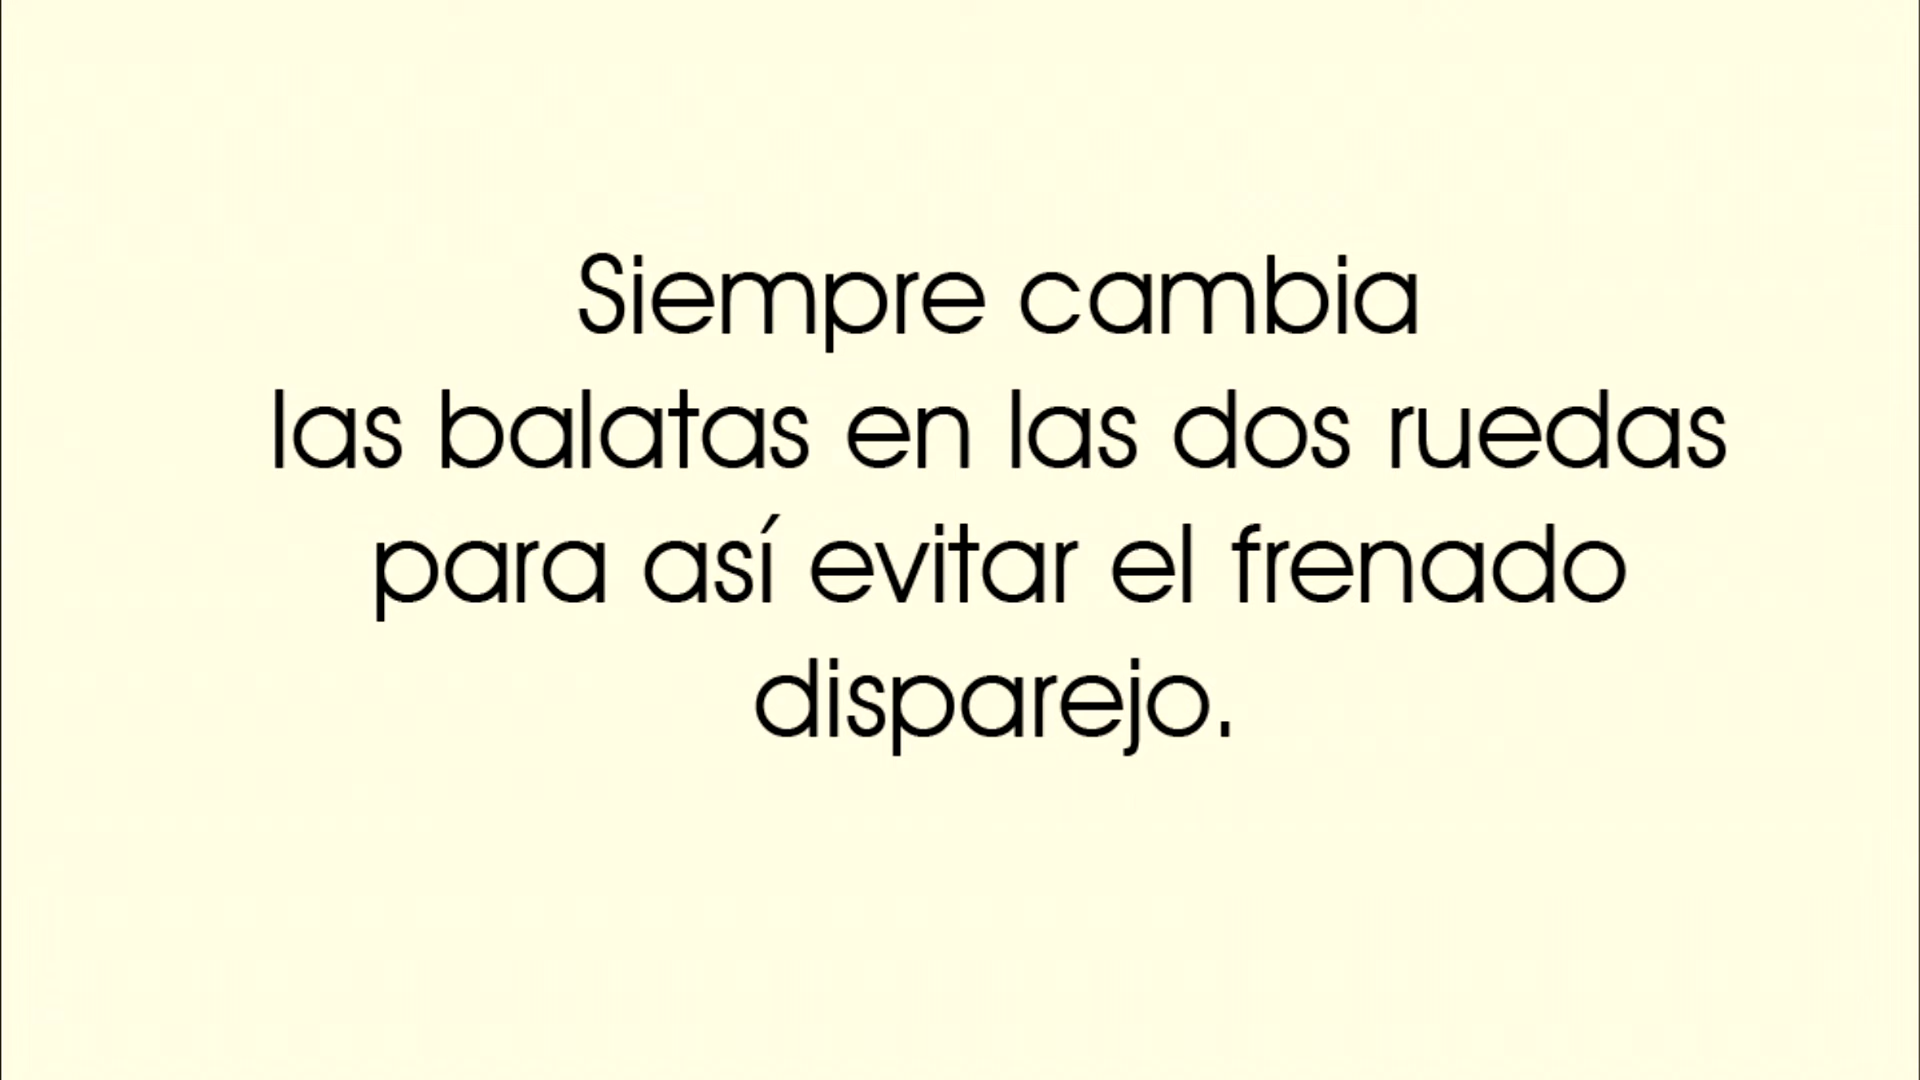 Siempre cambia
las balatas en las dos ruedas
para así evitar el frenado
disparejo.